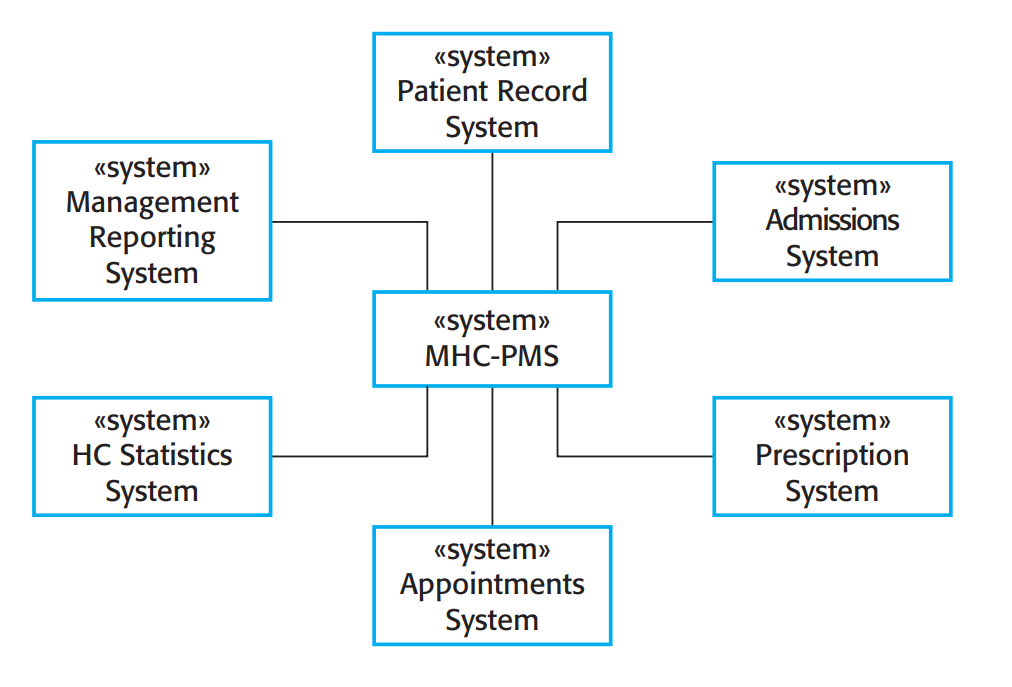 «system»
Patient Record
System
«system»
Management
Reporting
System
«system»
Admissions
System
«system»
MHC-PMS
«system»
HC Statistics
System
«system»
Prescription
System
«system»
Appointments
System